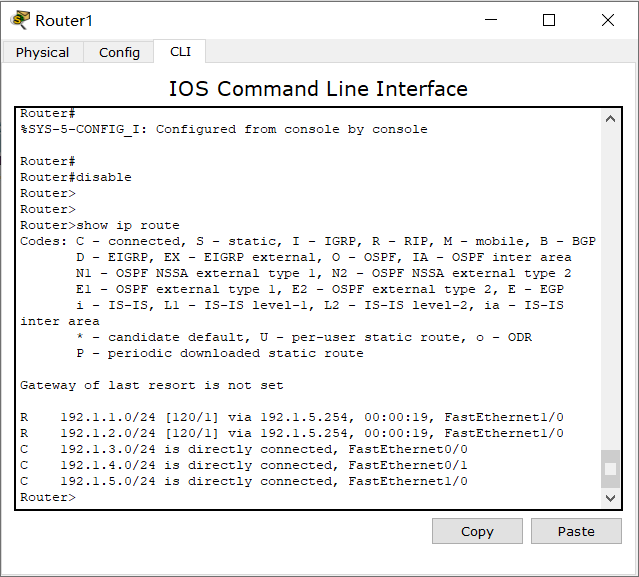 Router1
Physical Config CLI
IOS Command Line Interface
Router#
%SYS-5-CONFIG_I: Configured from console by console
Router#
Router#disable
Router>
Router>
Router>show ip route
Codes: C - connected, S - static, I - IGRP, R - RIP, M - mobile, B - BGP
D - EIGRP, EX - EIGRP external, O - OSPF, IA - OSPF inter area
N1 - OSPF NSSA external type 1, N2 - OSPF NSSA external type 2
E1 - OSPF external type 1, E2 - OSPF external type 2, E - EGP
i - IS-IS, L1 - IS-IS level-1, L2 - IS-IS level-2, ia - IS-IS
inter area
* - candidate default, U - per-user static route, o - ODR
P - periodic downloaded static route
Gateway of last resort is not set
R 192.1.1.0/24 [120/1] via 192.1.5.254, 00:00:19, FastEthernet1/0
R 192.1.2.0/24 [120/1] via 192.1.5.254, 00:00:19, FastEthernet1/0
C 192.1.3.0/24 is directly connected, FastEthernet0/0
C 192.1.4.0/24 is directly connected, FastEthernet0/1
C 192.1.5.0/24 is directly connected, FastEthernet1/0
Router>
Copy Paste